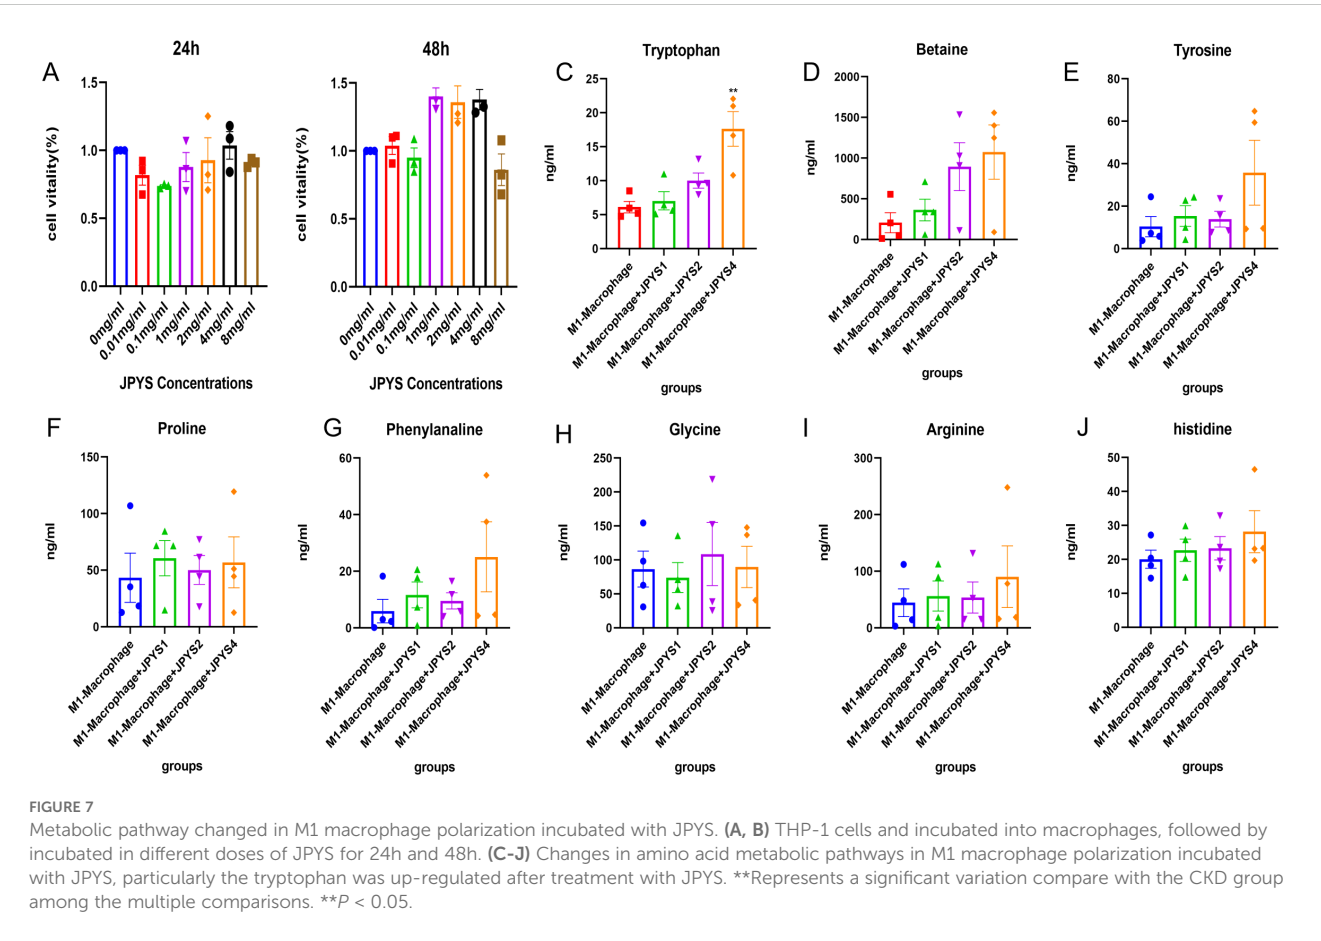 A
24h
cell vitality(%)
1.5
1.0
0.5
0.0
0mg/ml
0.01mg/ml
0.1mg/ml
1mg/ml
2mg/ml
4mg/ml
8mg/ml
JPYS Concentrations
48h
cell vitality(%)
1.5
1.0
0.5
0.0
0mg/ml
0.01mg/ml
0.1mg/ml
1mg/ml
2mg/ml
4mg/ml
8mg/ml
JPYS Concentrations
C
Tryptophan
ng/ml
25
20
15
10
5
0
**
M1-Macrophage
M1-Macrophage+JPYS1
M1-Macrophage+JPYS2
M1-Macrophage+JPYS4
groups
D
Betaine
ng/ml
2000
1500
1000
500
0
M1-Macrophage
M1-Macrophage+JPYS1
M1-Macrophage+JPYS2
M1-Macrophage+JPYS4
groups
E
Tyrosine
ng/ml
80
60
40
20
0
M1-Macrophage
M1-Macrophage+JPYS1
M1-Macrophage+JPYS2
M1-Macrophage+JPYS4
groups
F
Proline
ng/ml
150
100
50
0
M1-Macrophage
M1-Macrophage+JPYS1
M1-Macrophage+JPYS2
M1-Macrophage+JPYS4
groups
G
Phenylanaline
ng/ml
60
40
20
0
M1-Macrophage
M1-Macrophage+JPYS1
M1-Macrophage+JPYS2
M1-Macrophage+JPYS4
groups
H
Glycine
ng/ml
250
200
150
100
50
0
M1-Macrophage
M1-Macrophage+JPYS1
M1-Macrophage+JPYS2
M1-Macrophage+JPYS4
groups
I
Arginine
ng/ml
300
200
100
0
M1-Macrophage
M1-Macrophage+JPYS1
M1-Macrophage+JPYS2
M1-Macrophage+JPYS4
groups
J
histidine
ng/ml
50
40
30
20
10
0
M1-Macrophage
M1-Macrophage+JPYS1
M1-Macrophage+JPYS2
M1-Macrophage+JPYS4
groups
FIGURE 7
Metabolic pathway changed in M1 macrophage polarization incubated with JPYS. (A, B) THP-1 cells and incubated into macrophages, followed by
incubated in different doses of JPYS for 24h and 48h. (C-J) Changes in amino acid metabolic pathways in M1 macrophage polarization incubated
with JPYS, particularly the tryptophan was up-regulated after treatment with JPYS. **Represents a significant variation compare with the CKD group
among the multiple comparisons. **P < 0.05.